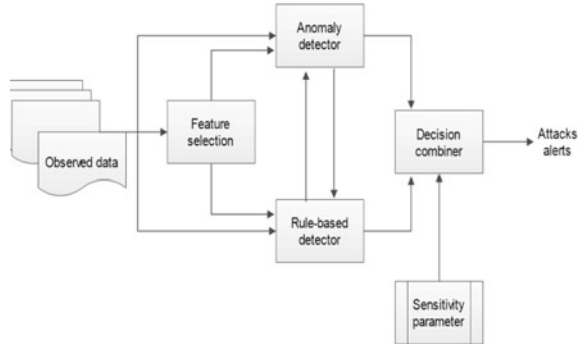 Anomaly
detector
Feature
selection
Observed data
Decision
combiner
Attacks
alerts
Rule-based
detector
Sensitivity
parameter